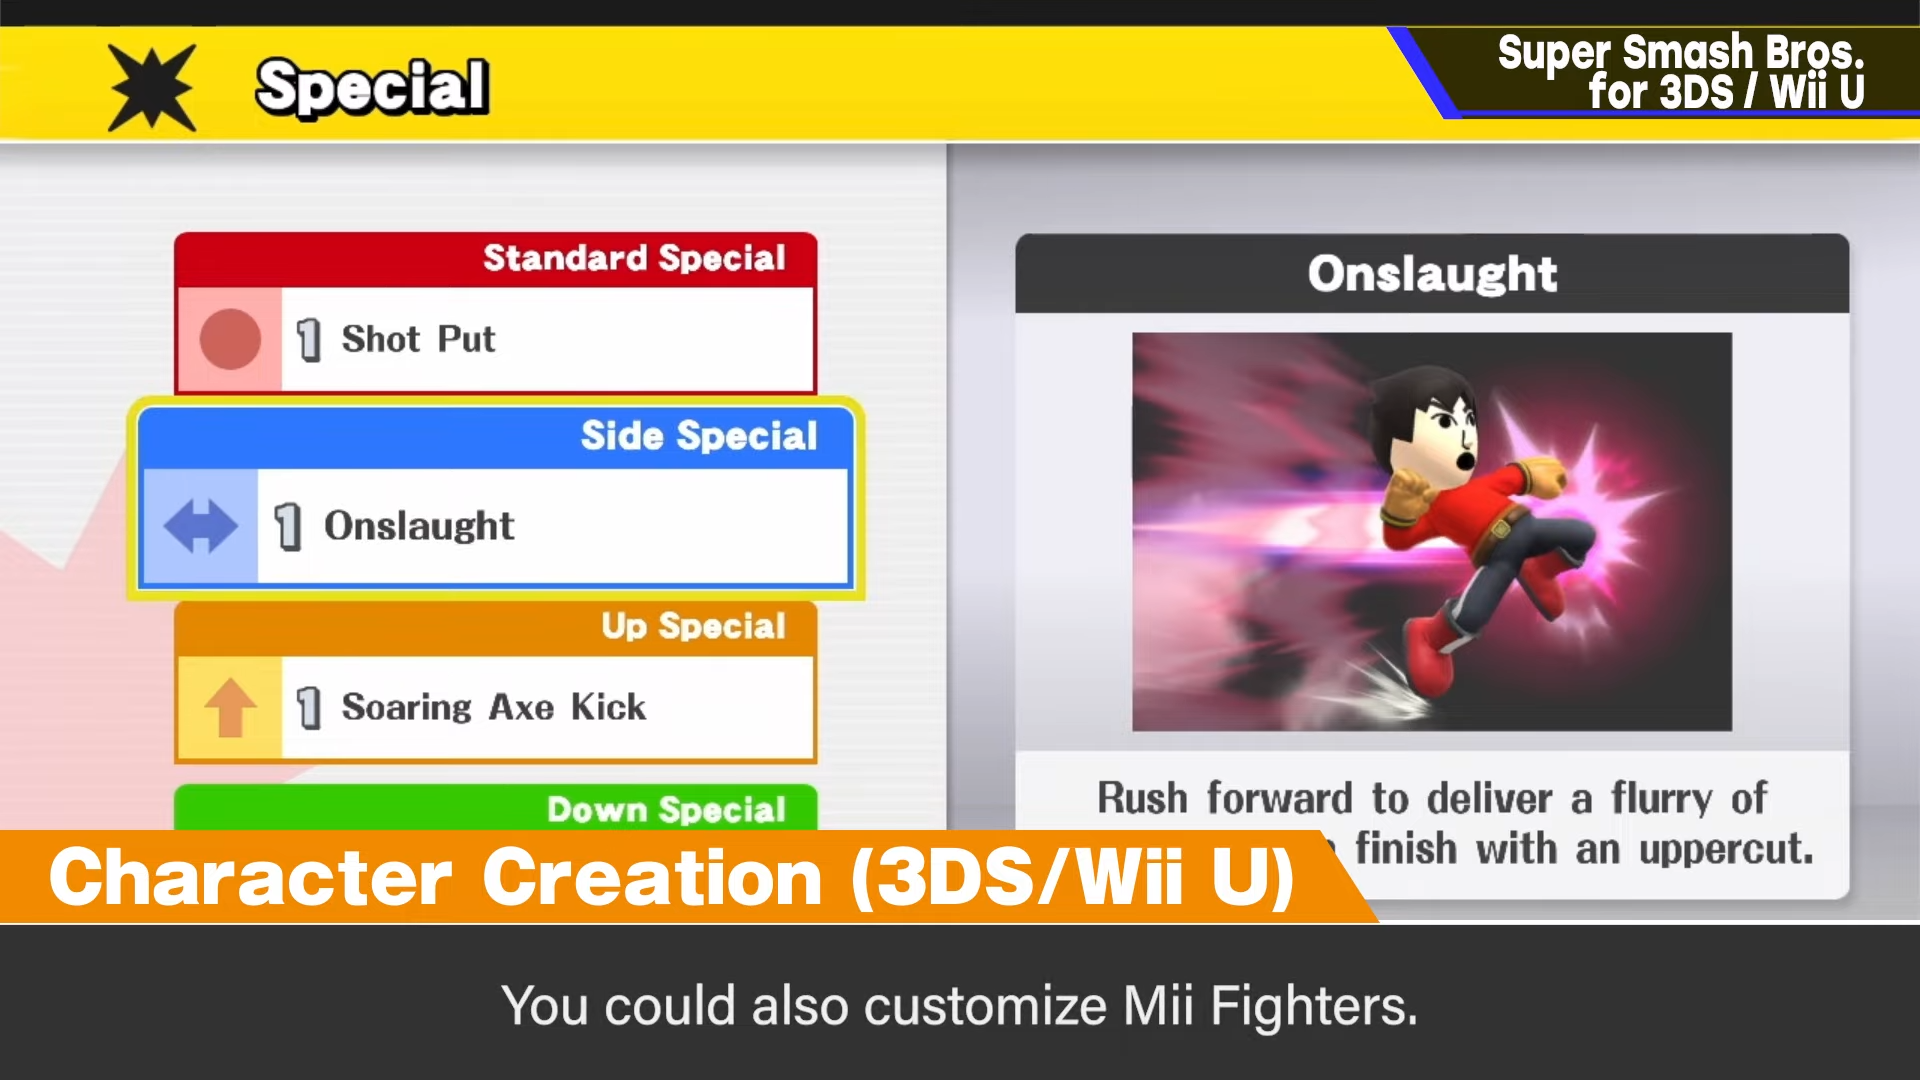 Special
Super Smash Bros.
for 3DS / Wii U
Standard Special
1 Shot Put
Side Special
1 Onslaught
Up Special
1 Soaring Axe Kick
Down Special
Onslaught
Rush forward to deliver a flurry of
finish with an uppercut.
Character Creation (3DS/Wii U)
You could also customize Mii Fighters.